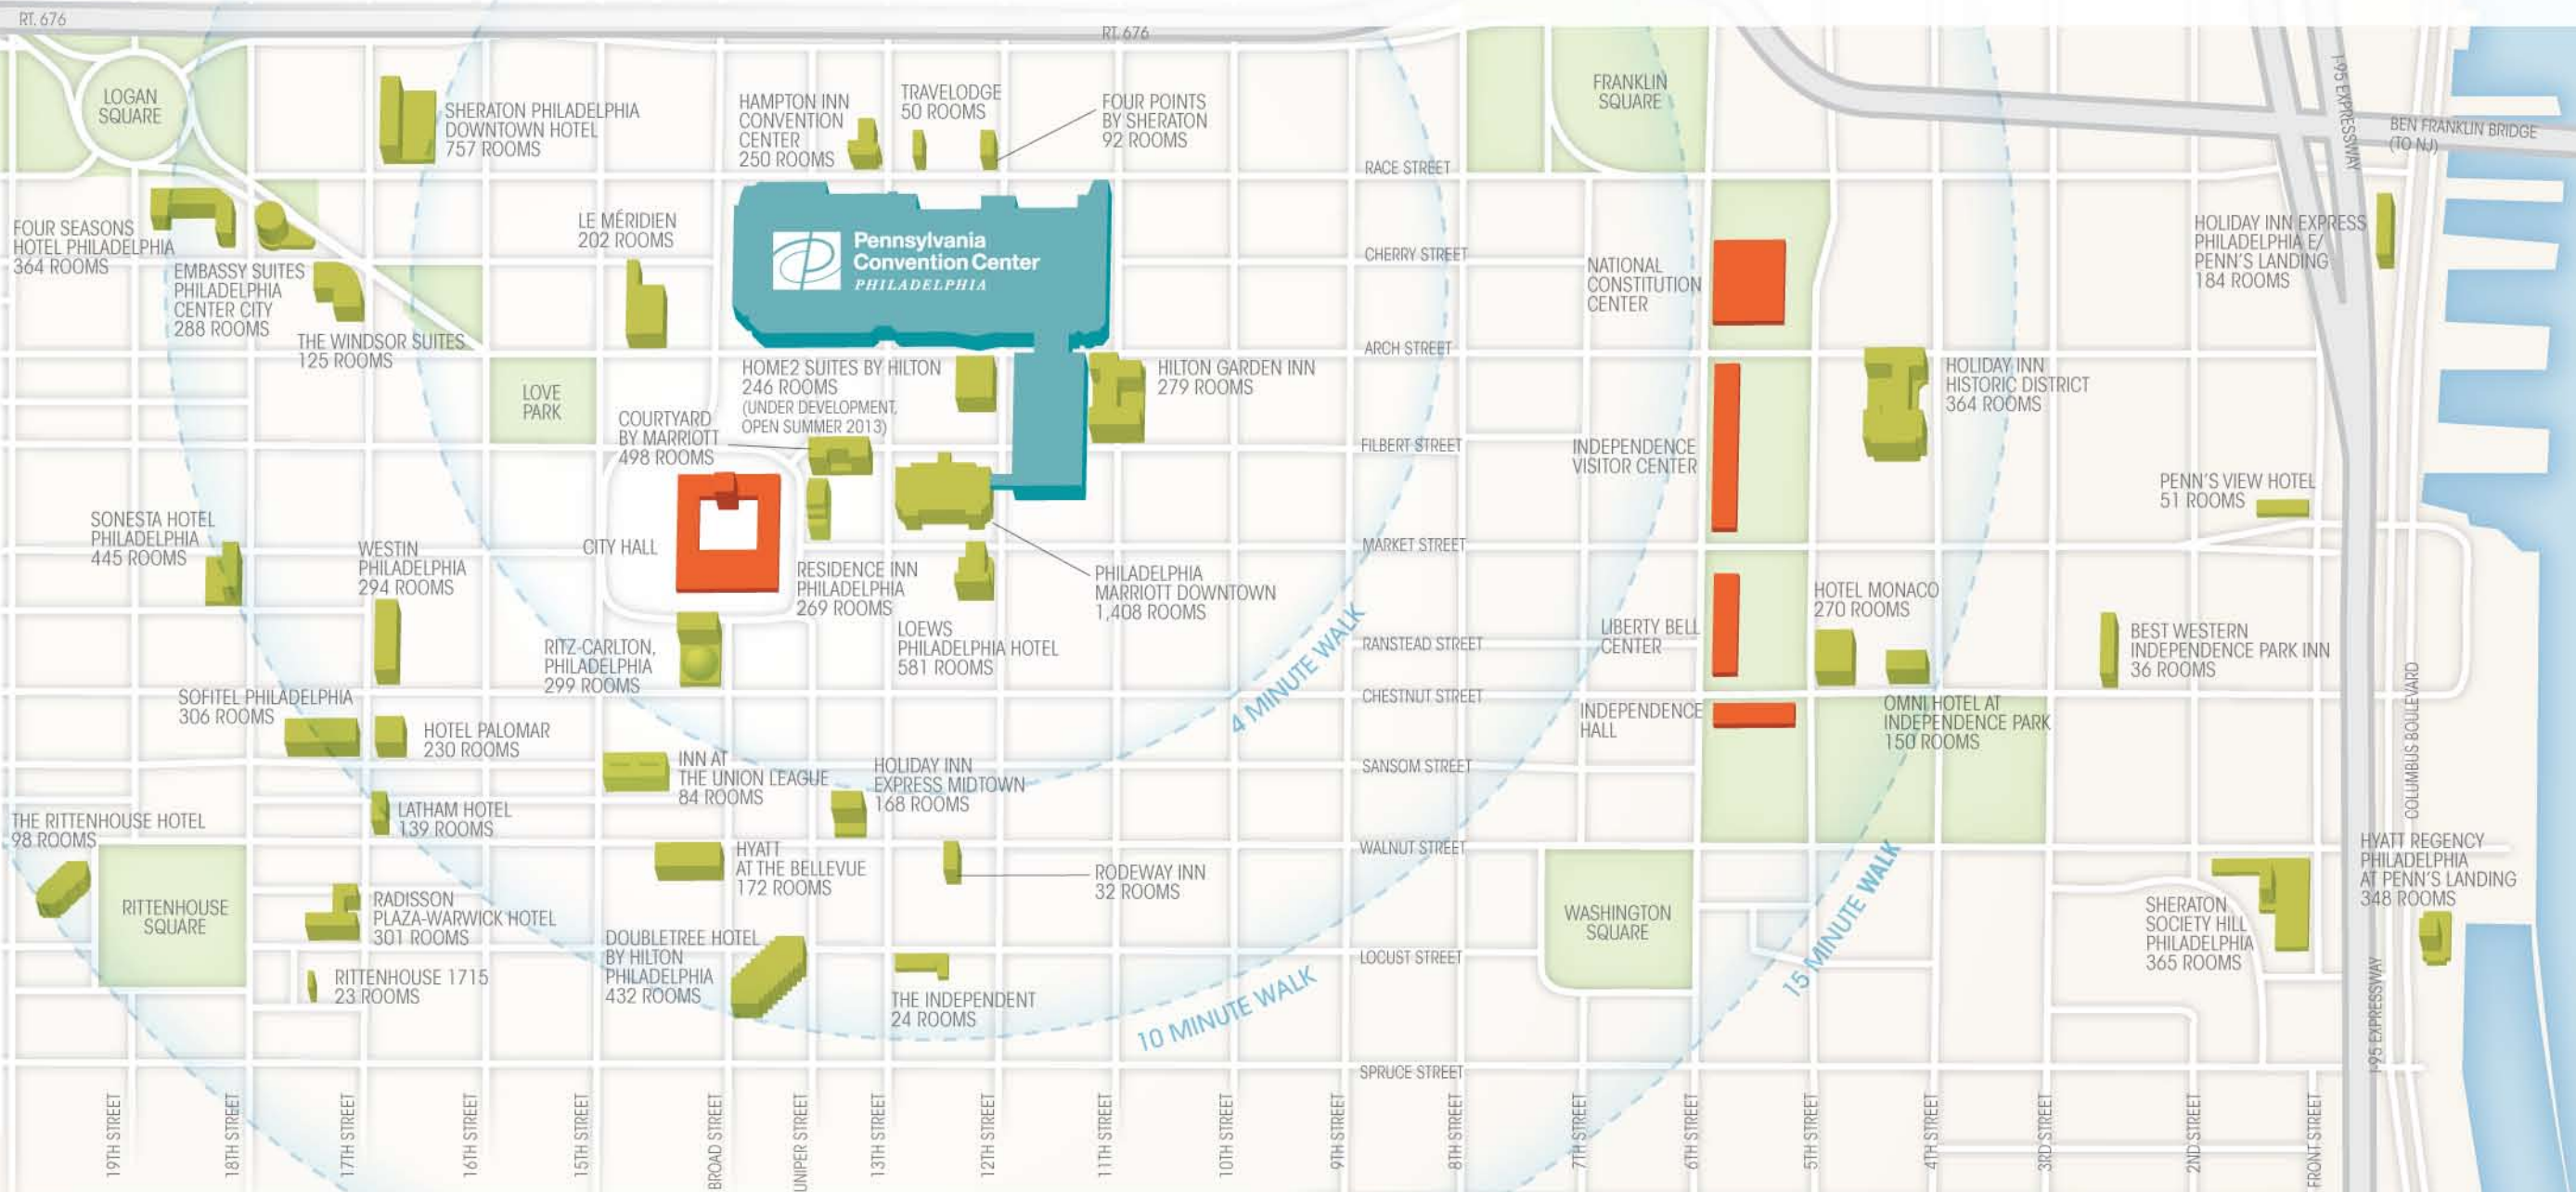 RT. 676
RT. 676
LOGAN
SQUARE
SHERATON PHILADELPHIA
DOWNTOWN HOTEL
757 ROOMS
HAMPTON INN
CONVENTION
CENTER
250 ROOMS
TRAVELODGE
50 ROOMS
FOUR POINTS
BY SHERATON
92 ROOMS
FRANKLIN
SQUARE
I-95 EXPRESSWAY
BEN FRANKLIN BRIDGE
(TO NJ)
RACE STREET
FOUR SEASONS
HOTEL PHILADELPHIA
364 ROOMS
EMBASSY SUITES
PHILADELPHIA
CENTER CITY
288 ROOMS
THE WINDSOR SUITES
125 ROOMS
LE MÉRIDIEN
202 ROOMS
Pennsylvania
Convention Center
PHILADELPHIA
CHERRY STREET
NATIONAL
CONSTITUTION
CENTER
HOLIDAY INN EXPRESS
PHILADELPHIA E/
PENN'S LANDING
184 ROOMS
ARCH STREET
LOVE
PARK
HOME2 SUITES BY HILTON
246 ROOMS
(UNDER DEVELOPMENT,
OPEN SUMMER 2013)
HILTON GARDEN INN
279 ROOMS
HOLIDAY INN
HISTORIC DISTRICT
364 ROOMS
COURTYARD
BY MARRIOTT
498 ROOMS
FILBERT STREET
INDEPENDENCE
VISITOR CENTER
PENN'S VIEW HOTEL
51 ROOMS
SONESTA HOTEL
PHILADELPHIA
445 ROOMS
WESTIN
PHILADELPHIA
294 ROOMS
CITY HALL
MARKET STREET
RESIDENCE INN
PHILADELPHIA
269 ROOMS
PHILADELPHIA
MARRIOTT DOWNTOWN
1,408 ROOMS
HOTEL MONACO
270 ROOMS
LOEWS
PHILADELPHIA HOTEL
581 ROOMS
RITZ-CARLTON,
PHILADELPHIA
299 ROOMS
4 MINUTE WALK
RANSTEAD STREET
LIBERTY BELL
CENTER
BEST WESTERN
INDEPENDENCE PARK INN
36 ROOMS
SOFITEL PHILADELPHIA
306 ROOMS
HOTEL PALOMAR
230 ROOMS
CHESTNUT STREET
INDEPENDENCE
HALL
OMNI HOTEL AT
INDEPENDENCE PARK
150 ROOMS
COLUMBUS BOULEVARD
INN AT
THE UNION LEAGUE
84 ROOMS
HOLIDAY INN
EXPRESS MIDTOWN
168 ROOMS
SANSOM STREET
LATHAM HOTEL
139 ROOMS
THE RITTENHOUSE HOTEL
98 ROOMS
HYATT
AT THE BELLEVUE
172 ROOMS
RODEWAY INN
32 ROOMS
WALNUT STREET
15 MINUTE WALK
HYATT REGENCY
PHILADELPHIA
AT PENN'S LANDING
348 ROOMS
RITTENHOUSE
SQUARE
RADISSON
PLAZA-WARWICK HOTEL
301 ROOMS
WASHINGTON
SQUARE
SHERATON
SOCIETY HILL
PHILADELPHIA
365 ROOMS
DOUBLETREE HOTEL
BY HILTON
PHILADELPHIA
432 ROOMS
RITTENHOUSE 1715
23 ROOMS
THE INDEPENDENT
24 ROOMS
LOCUST STREET
10 MINUTE WALK
I-95 EXPRESSWAY
SPRUCE STREET
19TH STREET
18TH STREET
17TH STREET
16TH STREET
15TH STREET
BROAD STREET
UNIPER STREET
13TH STREET
12TH STREET
11TH STREET
10TH STREET
9TH STREET
8TH STREET
7TH STREET
6TH STREET
5TH STREET
4TH STREET
3RD STREET
2ND STREET
FRONT STREET